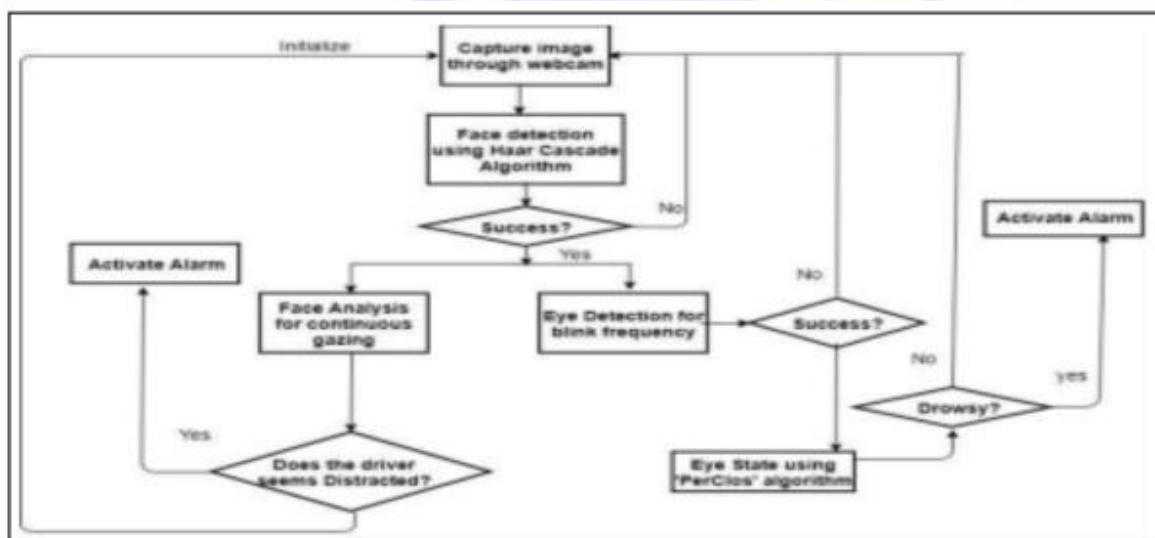 Initialize
Capture image
through webcam
Face detection
using Haar Cascade
Algorithm
No
Success?
Yes
Activate Alarm
Activate Alarm
Face Analysis
for continuous
gazing
Eye Detection for
blink frequency
No
Success?
No
yes
Drowsy?
Yes
Does the driver
seems Distracted?
Eye State using
'PerClos' algorithm